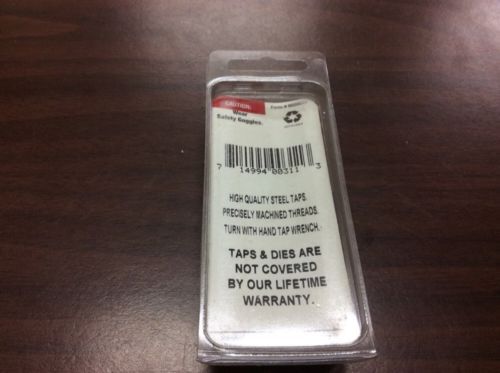 CAUTION:
Wear
Safety Goggles.
7 14994 00311 3
HIGH QUALITY STEEL TAPS.
PRECISELY MACHINED THREADS.
TURN WITH HAND TAP WRENCH.
TAPS & DIES ARE
NOT COVERED
BY OUR LIFETIME
WARRANTY.